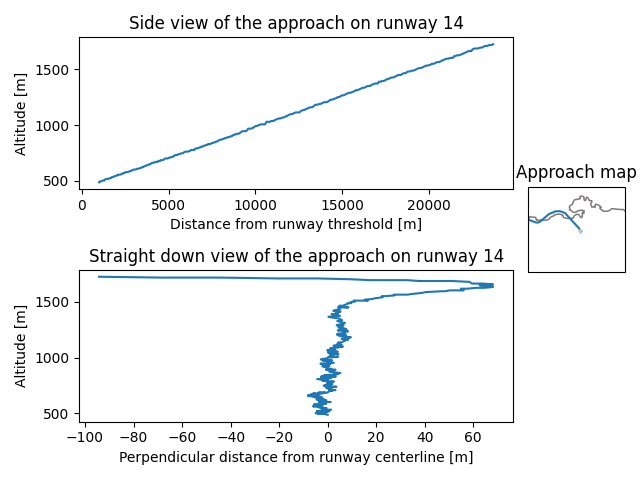 Side view of the approach on runway 14
Altitude [m]
1500
1000
500
0
5000
10000
15000
20000
Distance from runway threshold [m]
Approach map
Straight down view of the approach on runway 14
Altitude [m]
1500
1000
500
−100
−80
−60
−40
−20
0
20
40
60
Perpendicular distance from runway centerline [m]